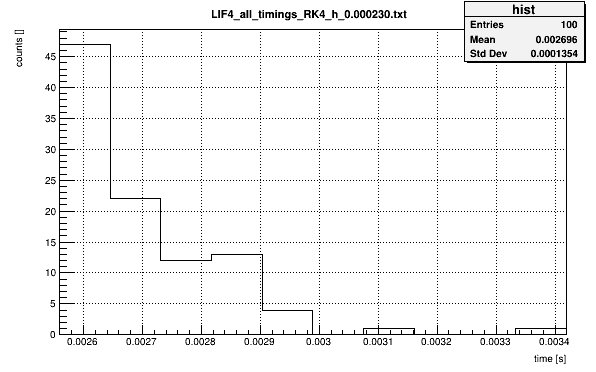 LIF4_all_timings_RK4_h_0.000230.txt
hist
Entries 100
Mean 0.002696
Std Dev 0.0001354
counts []
45
40
35
30
25
20
15
10
5
0
0.0026 0.0027 0.0028 0.0029 0.003 0.0031 0.0032 0.0033 0.0034
time [s]